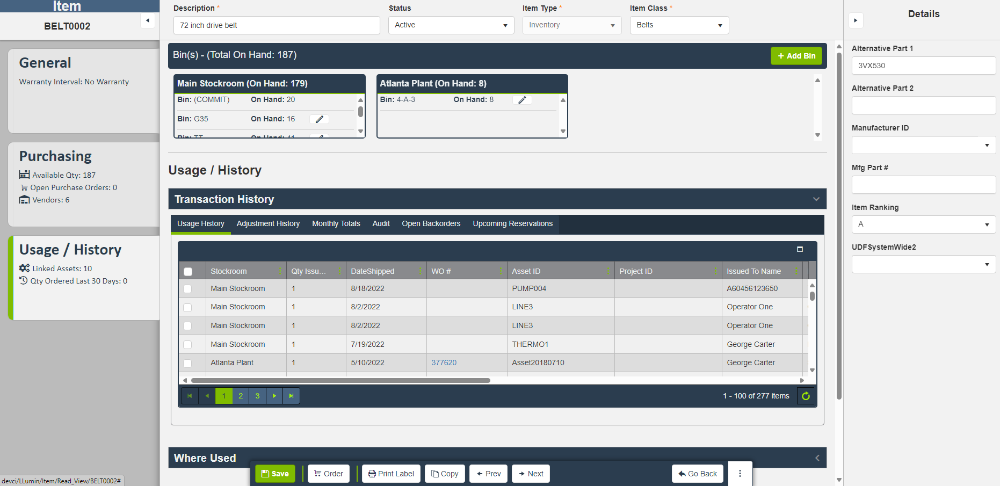 Item
BELT0002
General
Warranty Interval: No Warranty
Purchasing
Available Qty: 187
Open Purchase Orders: 0
Vendors: 6
Usage / History
Linked Assets: 10
Qty Ordered Last 30 Days: 0
devci/LLumin/Item/Read_View/BELT0002#
Description * Status Item Type * Item Class *
72 inch drive belt Active Inventory Belts
Bin(s) - (Total On Hand: 187) + Add Bin
Main Stockroom (On Hand: 179)
Bin: (COMMIT) On Hand: 20
Bin: G35 On Hand: 16
Bin: TT On Hand: 41
Atlanta Plant (On Hand: 8)
Bin: 4-A-3 On Hand: 8
Usage / History
Transaction History
Usage History Adjustment History Monthly Totals Audit Open Backorders Upcoming Reservations
Stockroom Qty Issu... DateShipped WO # Asset ID Project ID Issued To Name
Main Stockroom 1 8/18/2022 PUMP004 A60456123650
Main Stockroom 1 8/2/2022 LINE3 Operator One
Main Stockroom 1 8/2/2022 LINE3 Operator One
Main Stockroom 1 7/19/2022 THERMO1 George Carter
Atlanta Plant 1 5/10/2022 377620 Asset20180710 George Carter
1 2 3 1 - 100 of 277 items
Where Used
Save Order Print Label Copy Prev Next Go Back
Details
Alternative Part 1
3VX530
Alternative Part 2
Manufacturer ID
Mfg Part #
Item Ranking
A
UDFSystemWide2